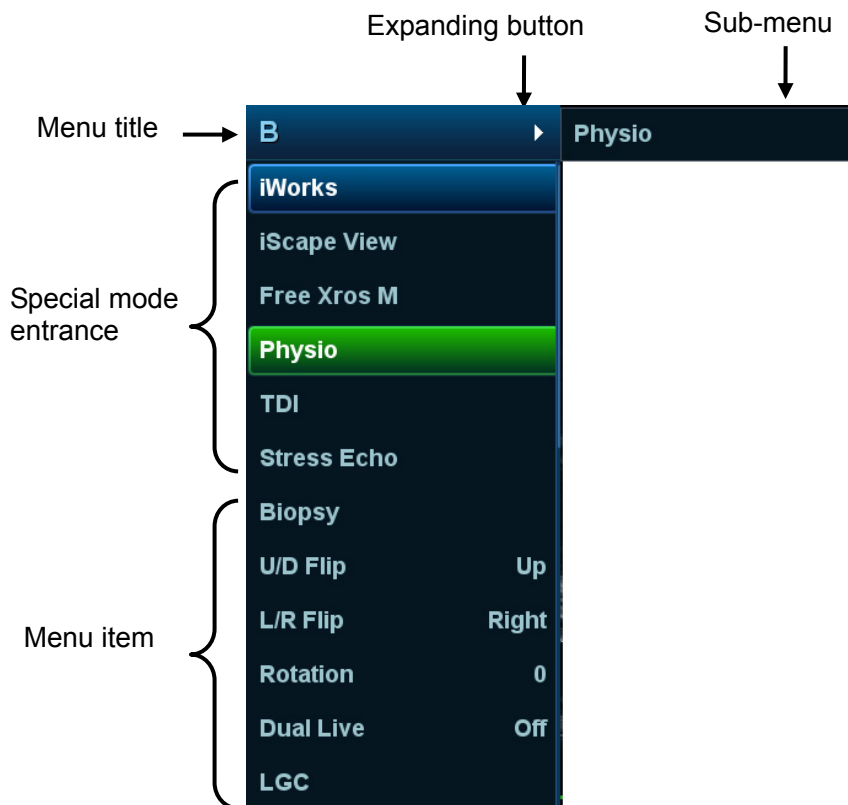 Expanding button
Sub-menu
Menu title
B
Physio
iWorks
iScape View
Free Xros M
Special mode
entrance
Physio
TDI
Stress Echo
Biopsy
U/D Flip Up
L/R Flip Right
Menu item
Rotation 0
Dual Live Off
LGC